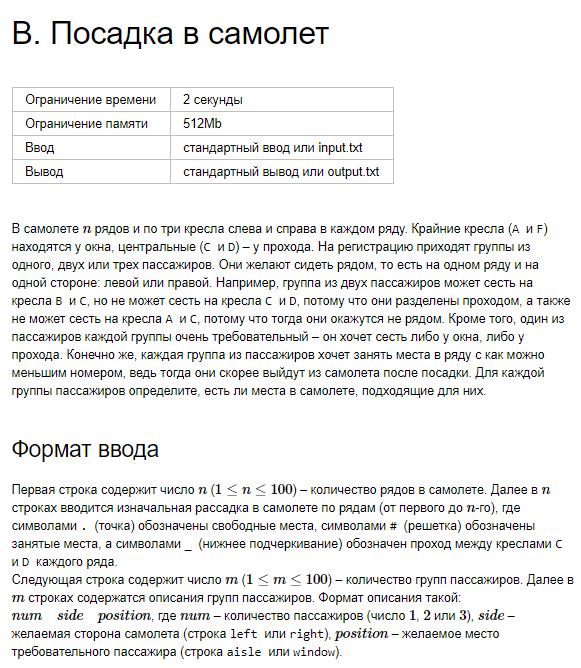 B. Посадка в самолет
Ограничение времени 2 секунды
Ограничение памяти 512Mb
Ввод стандартный ввод или input.txt
Вывод стандартный вывод или output.txt
В самолете n рядов и по три кресла слева и справа в каждом ряду. Крайние кресла (A и F)
находятся у окна, центральные (C и D) – у прохода. На регистрацию приходят группы из
одного, двух или трех пассажиров. Они желают сидеть рядом, то есть на одном ряду и на
одной стороне: левой или правой. Например, группа из двух пассажиров может сесть на
кресла B и C, но не может сесть на кресла C и D, потому что они разделены проходом, а также
не может сесть на кресла A и C, потому что тогда они окажутся не рядом. Кроме того, один из
пассажиров каждой группы очень требовательный – он хочет сесть либо у окна, либо у
прохода. Конечно же, каждая группа из пассажиров хочет занять места в ряду с как можно
меньшим номером, ведь тогда они скорее выйдут из самолета после посадки. Для каждой
группы пассажиров определите, есть ли места в самолете, подходящие для них.
Формат ввода
Первая строка содержит число n (1 ≤ n ≤ 100) – количество рядов в самолете. Далее в n
строках вводится изначальная рассадка в самолете по рядам (от первого до n-го), где
символами . (точка) обозначены свободные места, символами # (решетка) обозначены
занятые места, а символами _ (нижнее подчеркивание) обозначен проход между креслами C
и D каждого ряда.
Следующая строка содержит число m (1 ≤ m ≤ 100) – количество групп пассажиров. Далее в
m строках содержатся описания групп пассажиров. Формат описания такой:
num side position, где num – количество пассажиров (число 1, 2 или 3), side –
желаемая сторона самолета (строка left или right), position – желаемое место
требовательного пассажира (строка aisle или window).